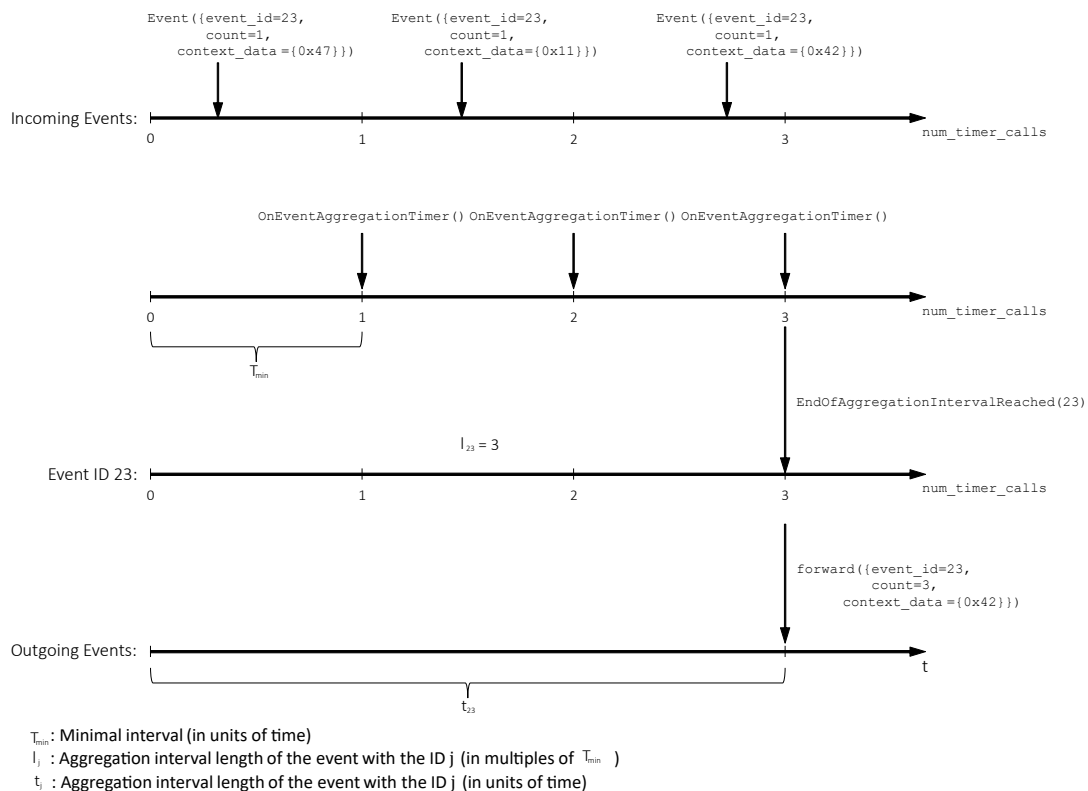 Event({event_id=23,
count=1,
context_data ={0x47}})
Event({event_id=23,
count=1,
context_data={0x11}})
Event({event_id=23,
count=1,
context_data ={0x42}})
Incoming Events:
0 1 2 3
num_timer_calls
OnEventAggregationTimer() OnEventAggregationTimer() OnEventAggregationTimer()
0 1 2 3
num_timer_calls
Tmin
EndOfAggregationIntervalReached(23)
I₂₃ = 3
Event ID 23:
0 1 2 3
num_timer_calls
forward({event_id=23,
count=3,
context_data ={0x42}})
Outgoing Events:
t
t₂₃
Tmin: Minimal interval (in units of time)
Iⱼ : Aggregation interval length of the event with the ID j (in multiples of Tmin )
tⱼ : Aggregation interval length of the event with the ID j (in units of time)